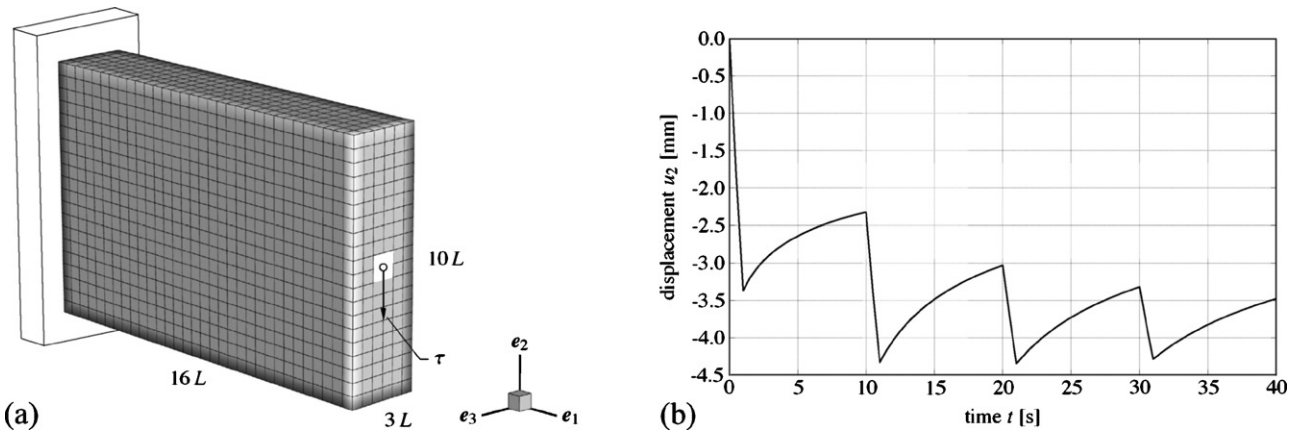 10 L
τ
16 L
3 L
e2
e3
e1
(a)
displacement u2 [mm]
0.0
-0.5
-1.0
-1.5
-2.0
-2.5
-3.0
-3.5
-4.0
-4.5
0 5 10 15 20 25 30 35 40
time t [s]
(b)